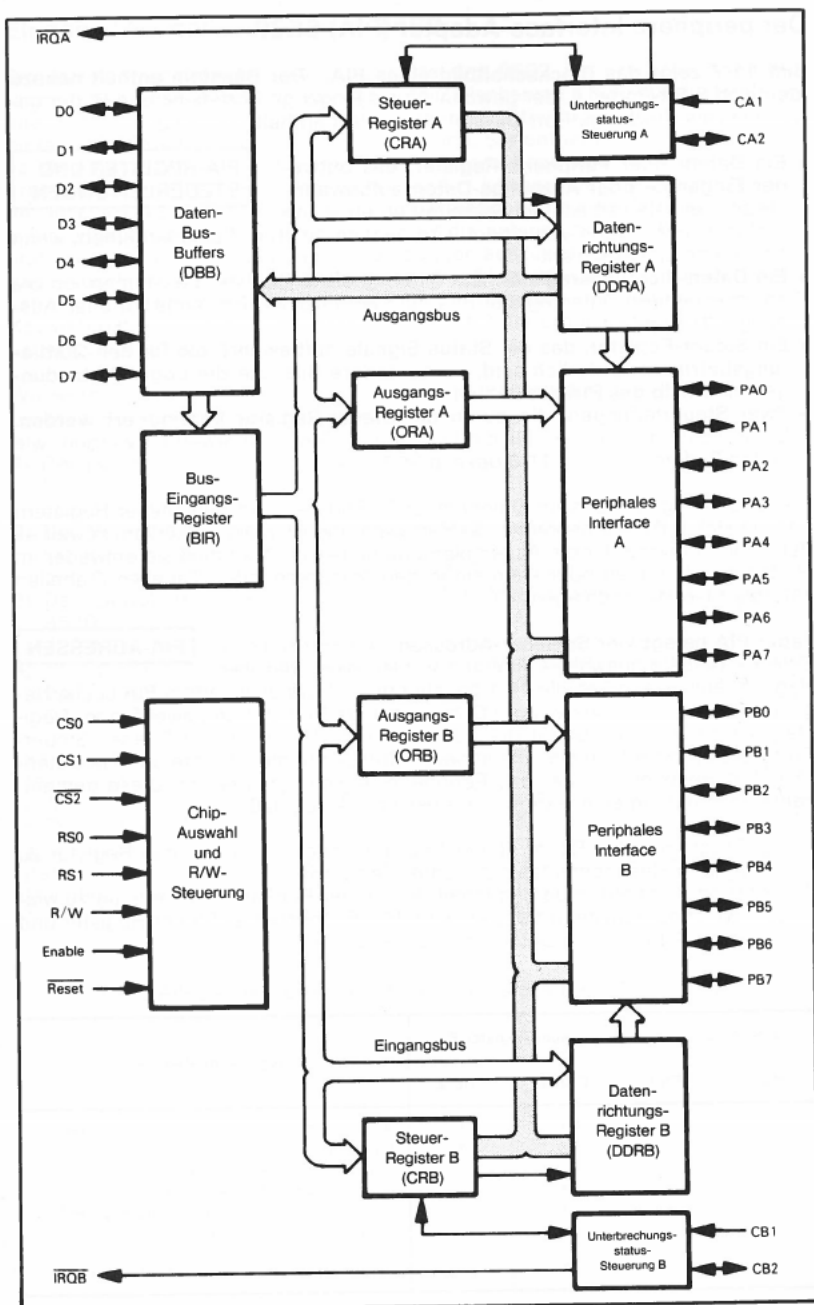 IRQA
D0
D1
D2
D3
D4
D5
D6
D7
Daten-
Bus-
Buffers
(DBB)
Steuer-
Register A
(CRA)
Unterbrechungs-
status-
Steuerung A
CA1
CA2
Daten-
richtungs-
Register A
(DDRA)
Ausgangsbus
Ausgangs-
Register A
(ORA)
Bus-
Eingangs-
Register
(BIR)
Periphales
Interface
A
PA0
PA1
PA2
PA3
PA4
PA5
PA6
PA7
CS0
CS1
CS2
RS0
RS1
R/W
Enable
Reset
Chip-
Auswahl
und
R/W-
Steuerung
Ausgangs-
Register B
(ORB)
Periphales
Interface
B
PB0
PB1
PB2
PB3
PB4
PB5
PB6
PB7
Eingangsbus
Steuer-
Register B
(CRB)
Daten-
richtungs-
Register B
(DDRB)
Unterbrechungs-
status-
Steuerung B
CB1
CB2
IRQB